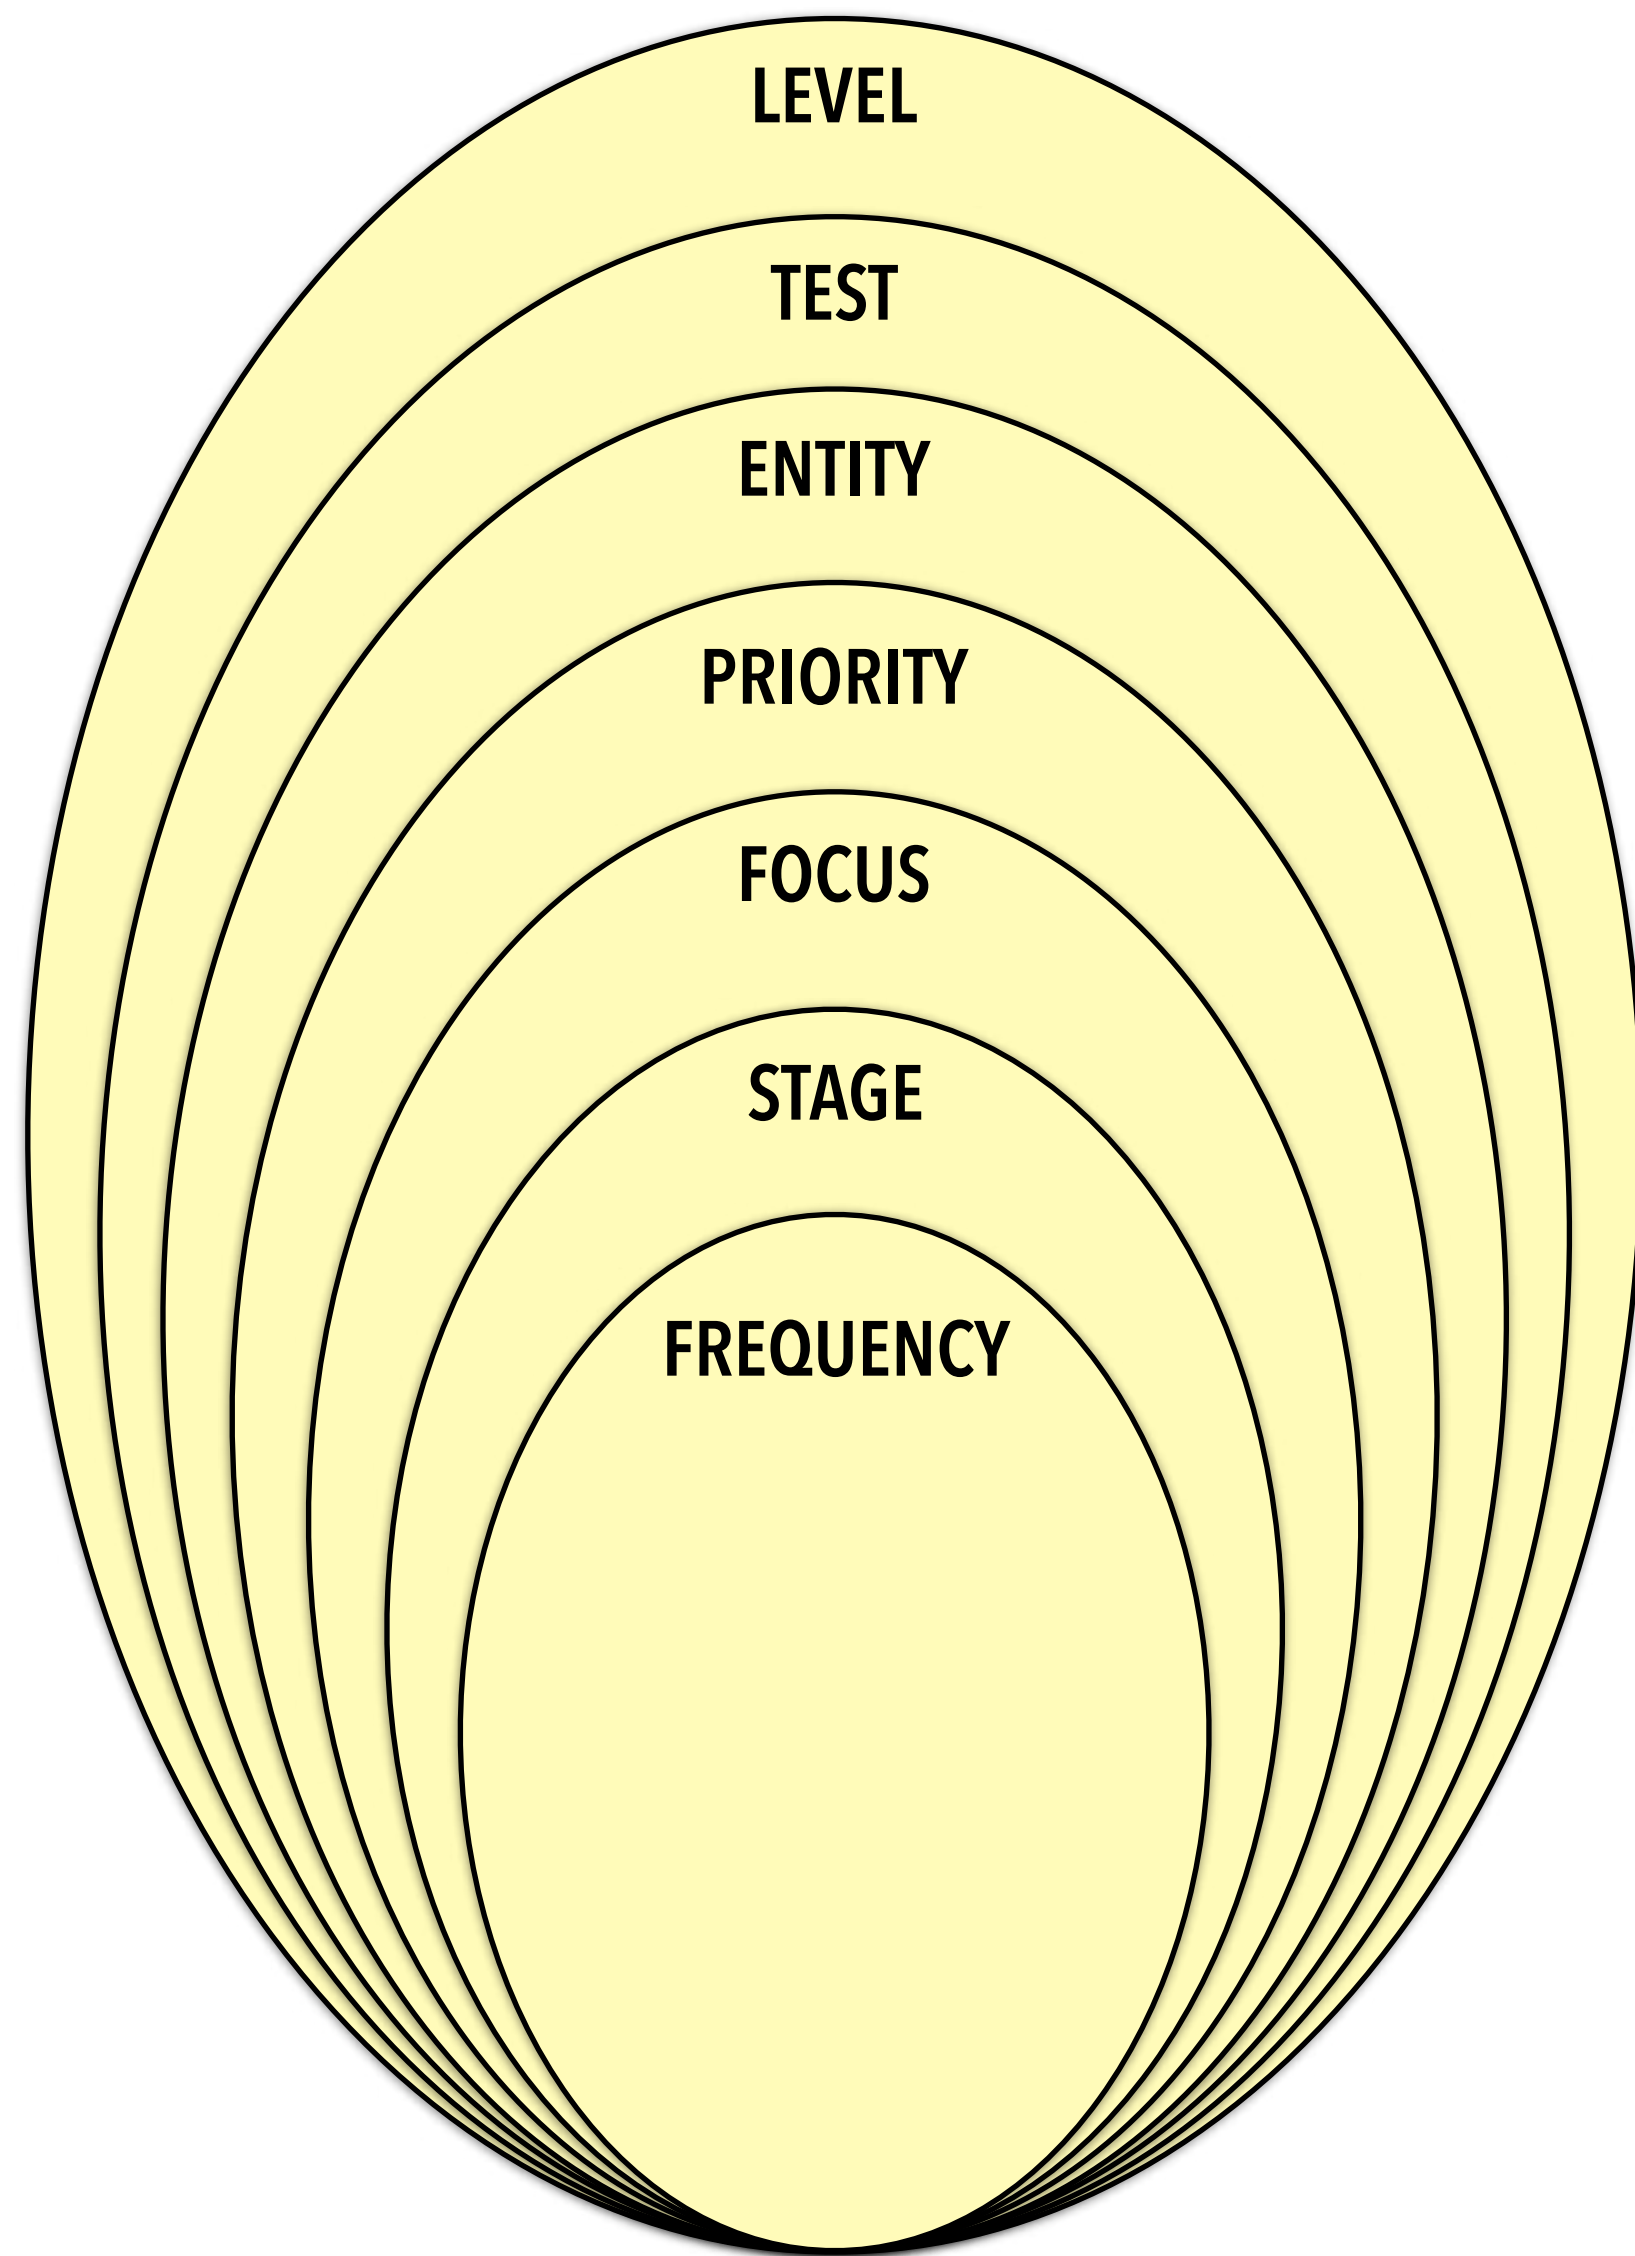 LEVEL
TEST
ENTITY
PRIORITY
FOCUS
STAGE
FREQUENCY